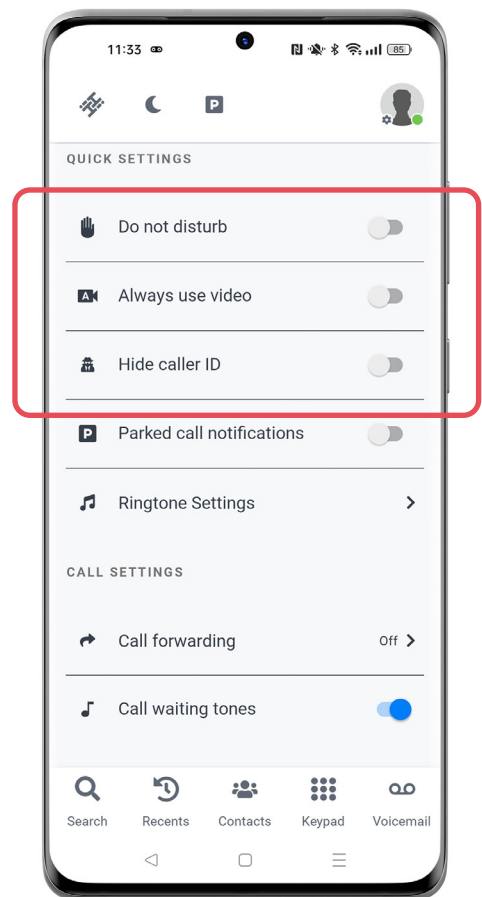 11:33
85
P
QUICK SETTINGS
Do not disturb
A
Always use video
Hide caller ID
P
Parked call notifications
Ringtone Settings
CALL SETTINGS
Call forwarding
Off
Call waiting tones
Search
Recents
Contacts
Keypad
Voicemail